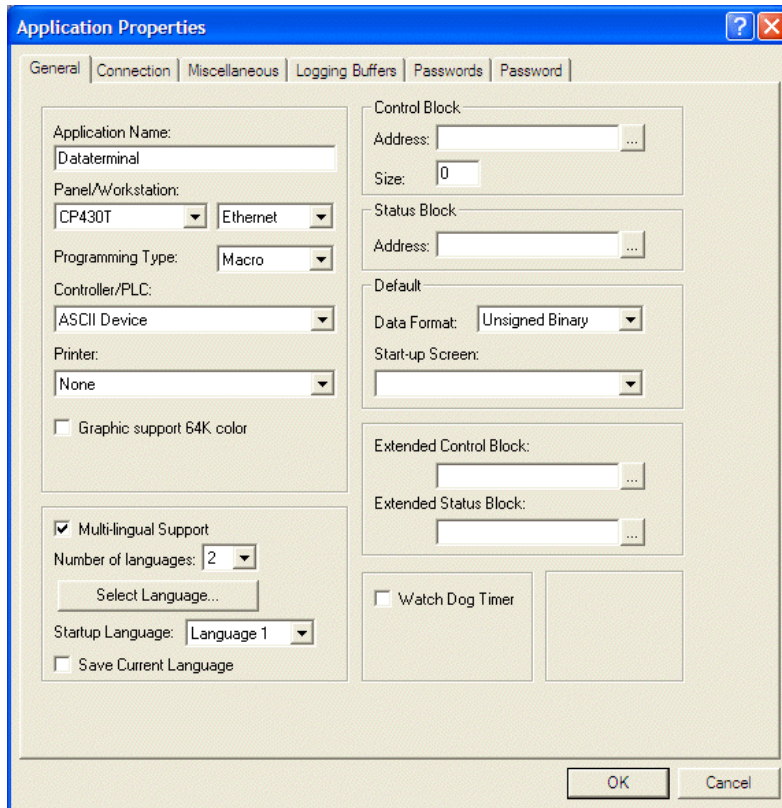 Application Properties
General Connection Miscellaneous Logging Buffers Passwords Password
Application Name:
Dataterminal
Panel/Workstation:
CP430T Ethernet
Programming Type: Macro
Controller/PLC:
ASCII Device
Printer:
None
Graphic support 64K color
Multi-lingual Support
Number of languages: 2
Select Language...
Startup Language: Language 1
Save Current Language
Control Block
Address: ...
Size: 0
Status Block
Address: ...
Default
Data Format: Unsigned Binary
Start-up Screen:
Extended Control Block:
...
Extended Status Block:
...
Watch Dog Timer
OK Cancel